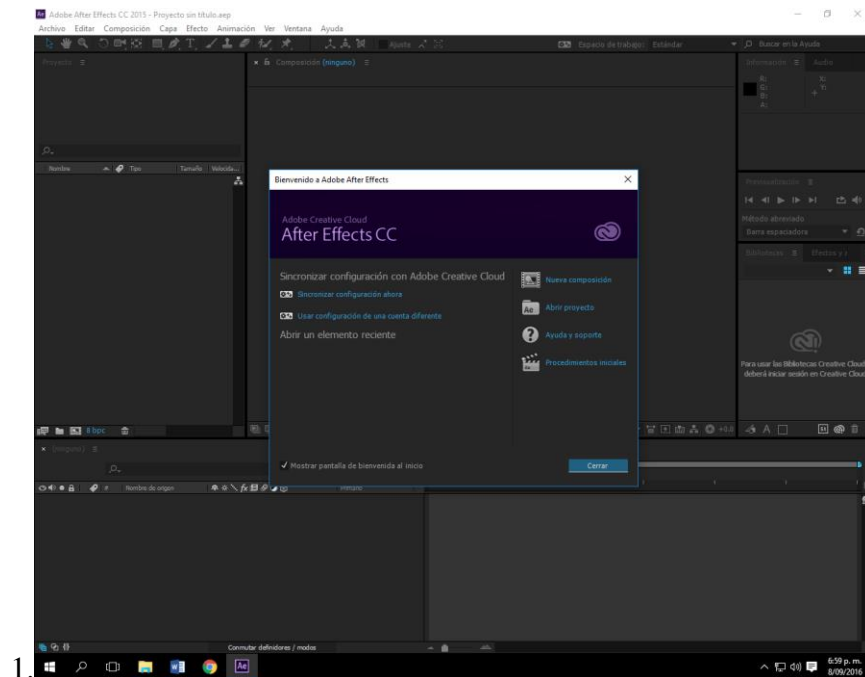 Adobe After Effects CC 2015 - Proyecto sin título.aep
Archivo Editar Composición Capa Efecto Animación Ver Ventana Ayuda
Ajuste
Espacio de trabajo: Estándar
Buscar en la Ayuda
Proyecto
Composición (ninguno)
Información Audio
R: X:
G: Y:
B:
A:
Nombre Tipo Tamaño Velocida...
Bienvenido a Adobe After Effects
Previsualización
Método abreviado
Barra espaciadora
Bibliotecas Efectos y
Adobe Creative Cloud
After Effects CC
Sincronizar configuración con Adobe Creative Cloud
Sincronizar configuración ahora
Usar configuración de una cuenta diferente
Abrir un elemento reciente
Nueva composición
Abrir proyecto
Ayuda y soporte
Procedimientos iniciales
Para usar las Bibliotecas Creative Cloud
deberá iniciar sesión en Creative Clou
8 bpc
+0,0
(ninguno)
Mostrar pantalla de bienvenida al inicio
Cerrar
# Nombre de origen
Primario
Conmutar definidores / modos
1.
6:59 p. m.
8/09/2016